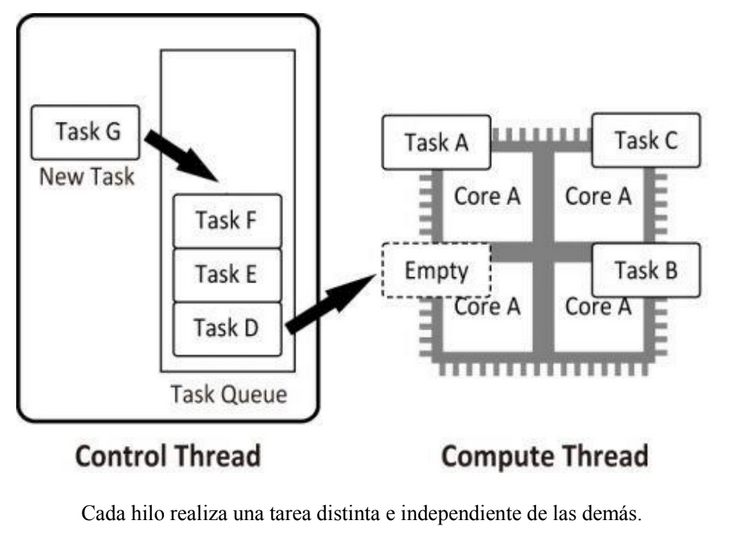 Task G
New Task
Task F
Task E
Task D
Task Queue
Control Thread
Task A
Task C
Core A
Core A
Empty
Task B
Core A
Core A
Compute Thread
Cada hilo realiza una tarea distinta e independiente de las demás.